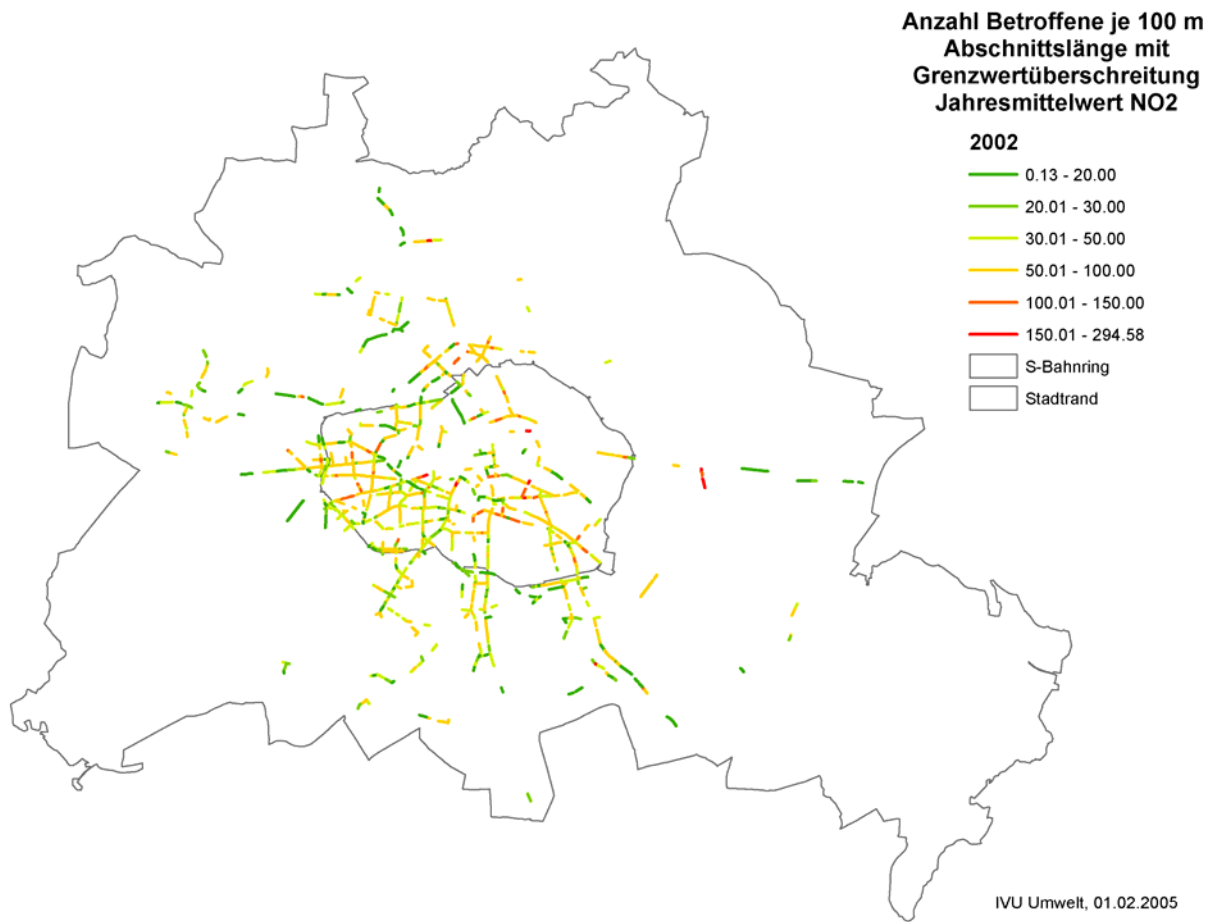 Anzahl Betroffene je 100 m
Abschnittslänge mit
Grenzwertüberschreitung
Jahresmittelwert NO2
2002
0.13 - 20.00
20.01 - 30.00
30.01 - 50.00
50.01 - 100.00
100.01 - 150.00
150.01 - 294.58
S-Bahnring
Stadtrand
IVU Umwelt, 01.02.2005